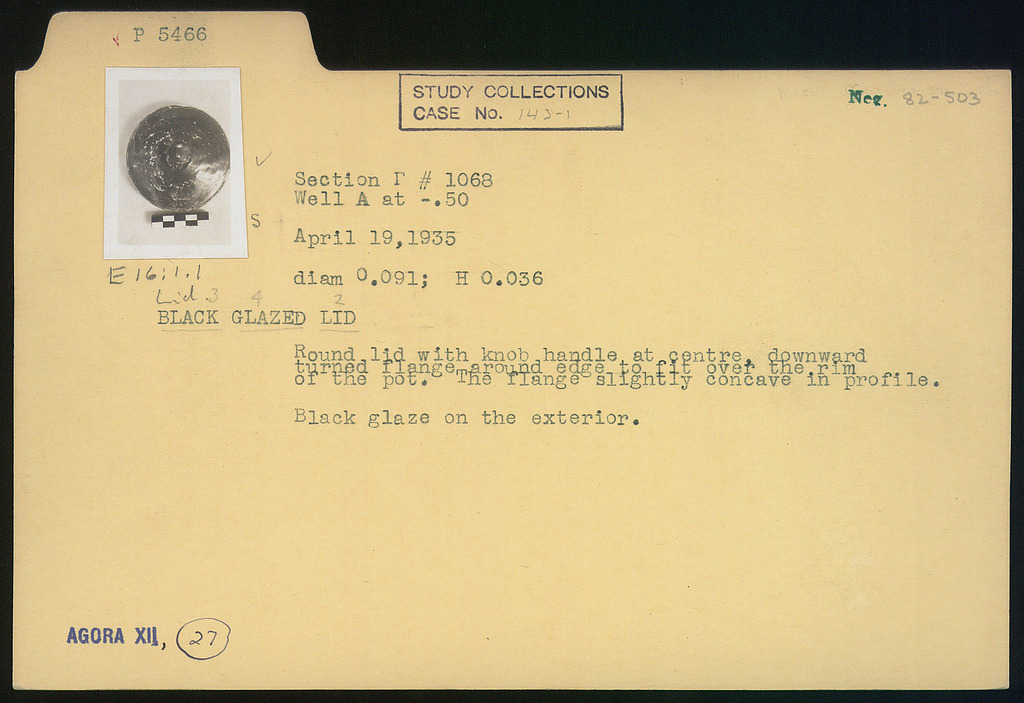 P 5466
STUDY COLLECTIONS
CASE No. 143-1
Neg. 82-503
Section Γ # 1068
Well A at -.50
S
April 19,1935
E 16:1.1
diam 0.091;  H 0.036
Lid. 3 4 2
BLACK GLAZED LID
Round lid with knob handle at centre, downward
turned flange around edge to fit over the rim
of the pot.  The flange slightly concave in profile.
Black glaze on the exterior.
AGORA XII, 27